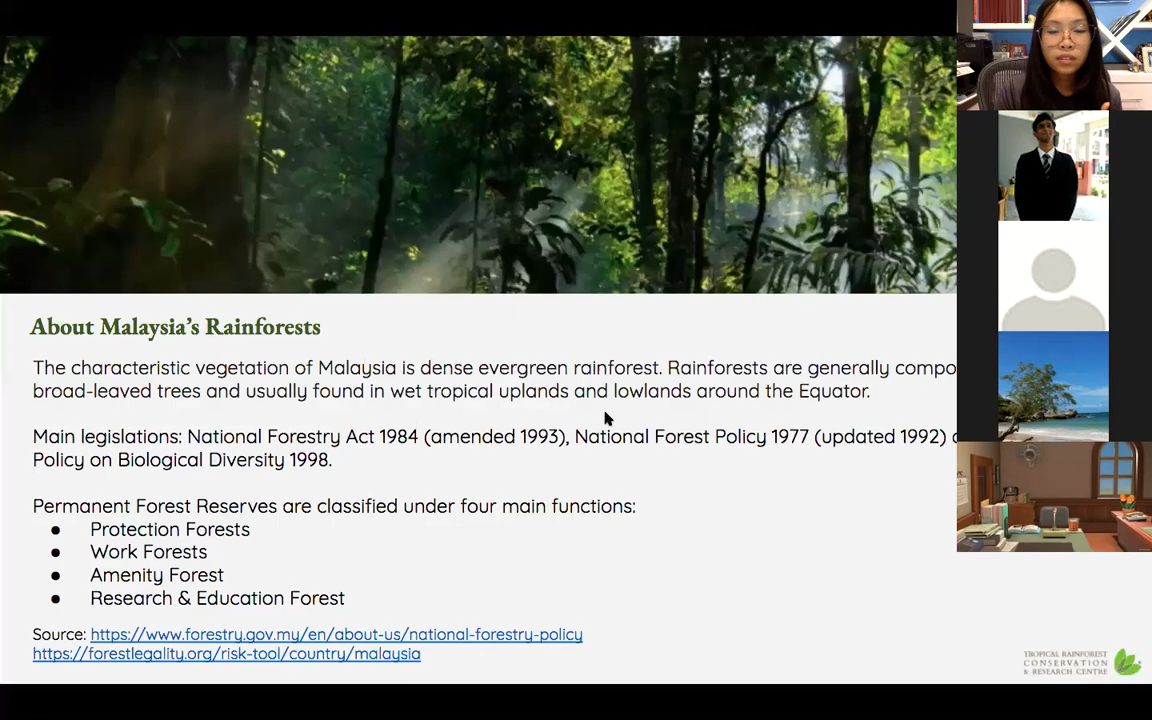 About Malaysia's Rainforests
The characteristic vegetation of Malaysia is dense evergreen rainforest. Rainforests are generally compo
broad-leaved trees and usually found in wet tropical uplands and lowlands around the Equator.
Main legislations: National Forestry Act 1984 (amended 1993), National Forest Policy 1977 (updated 1992)
Policy on Biological Diversity 1998.
Permanent Forest Reserves are classified under four main functions:
● Protection Forests
● Work Forests
● Amenity Forest
● Research & Education Forest
Source: https://www.forestry.gov.my/en/about-us/national-forestry-policy
https://forestlegality.org/risk-tool/country/malaysia
TROPICAL RAINFOREST
CONSERVATION
& RESEARCH CENTRE